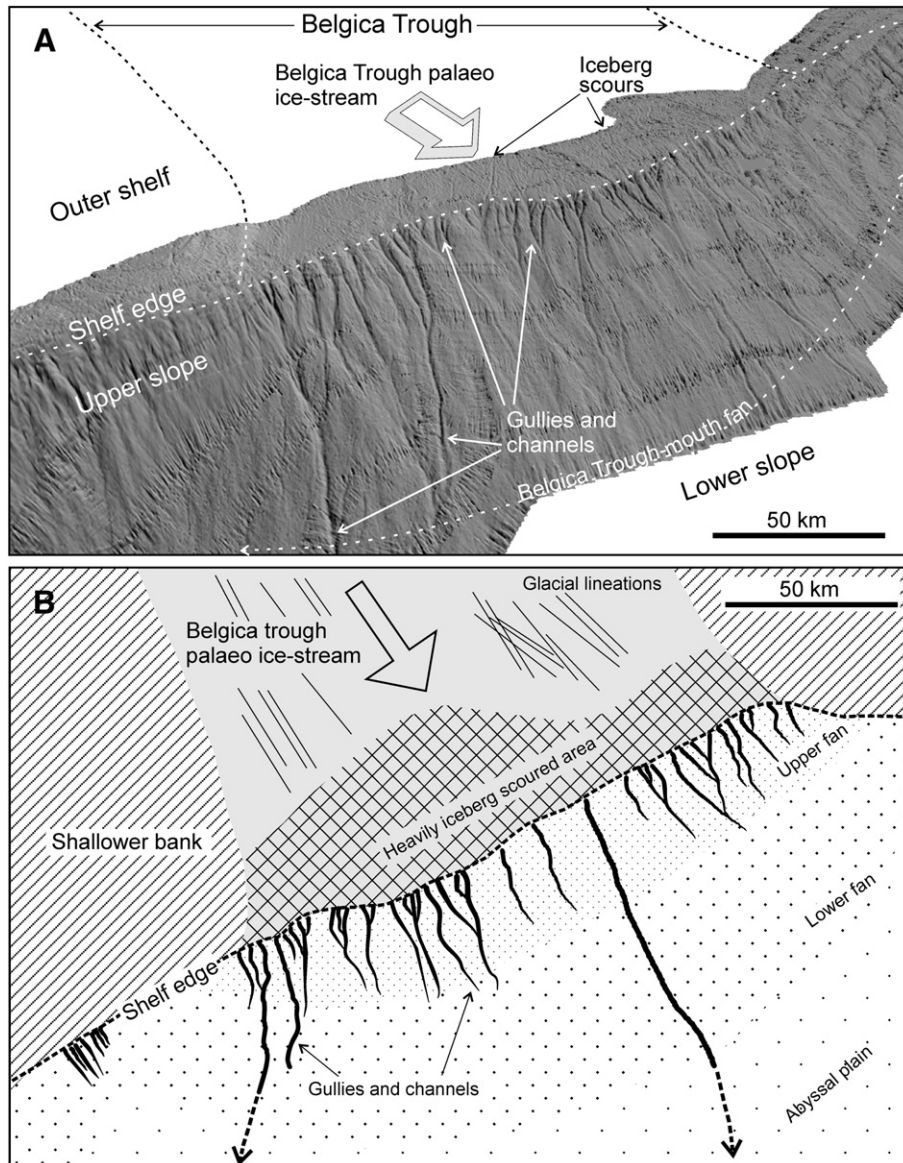 A
Belgica Trough
Belgica Trough palaeo
ice-stream
Iceberg
scours
Outer shelf
Shelf edge
Upper slope
Gullies and
channels
Belgica Trough-mouth fan
Lower slope
50 km
B
Glacial lineations
50 km
Belgica trough
palaeo ice-stream
Heavily iceberg scoured area
Upper fan
Shallower bank
Lower fan
Shelf edge
Gullies and channels
Abyssal plain